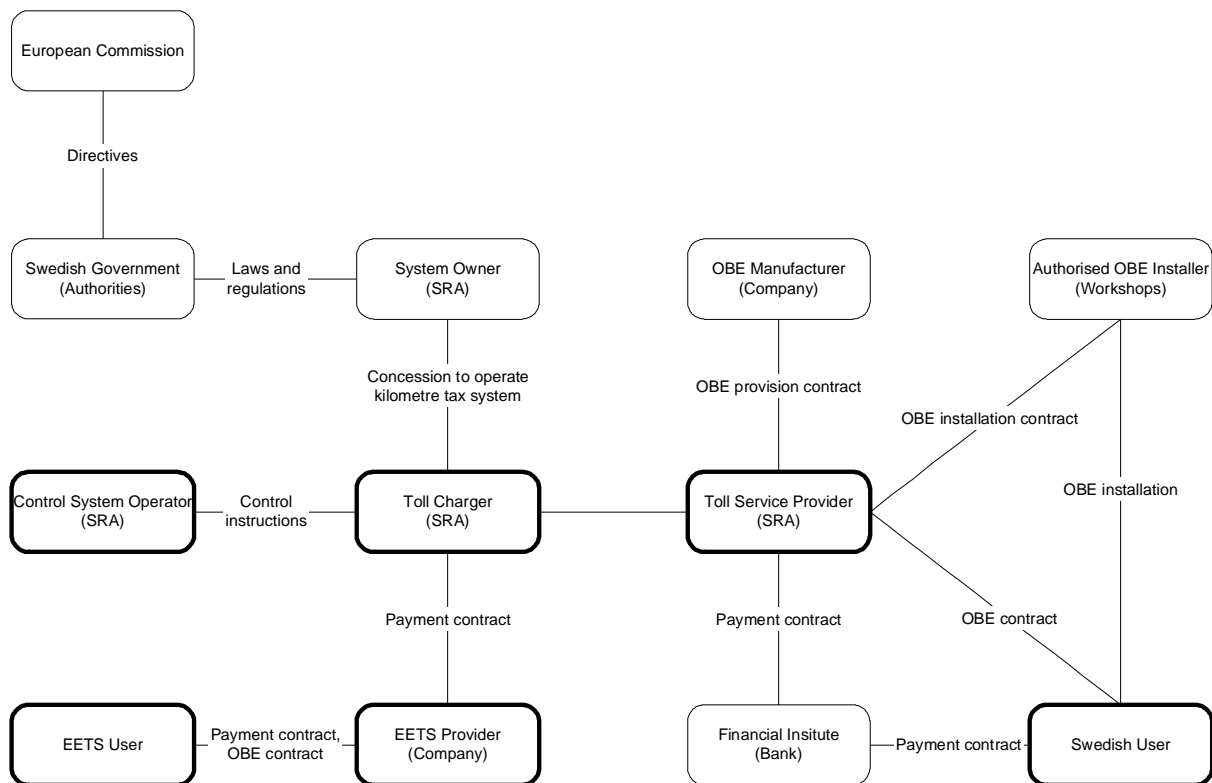 European Commission
Directives
Swedish Government
(Authorities)
Laws and
regulations
System Owner
(SRA)
OBE Manufacturer
(Company)
Authorised OBE Installer
(Workshops)
Concession to operate
kilometre tax system
OBE provision contract
OBE installation contract
OBE installation
Control System Operator
(SRA)
Control
instructions
Toll Charger
(SRA)
Toll Service Provider
(SRA)
Payment contract
Payment contract
OBE contract
EETS User
Payment contract,
OBE contract
EETS Provider
(Company)
Financial Insitute
(Bank)
Payment contract
Swedish User